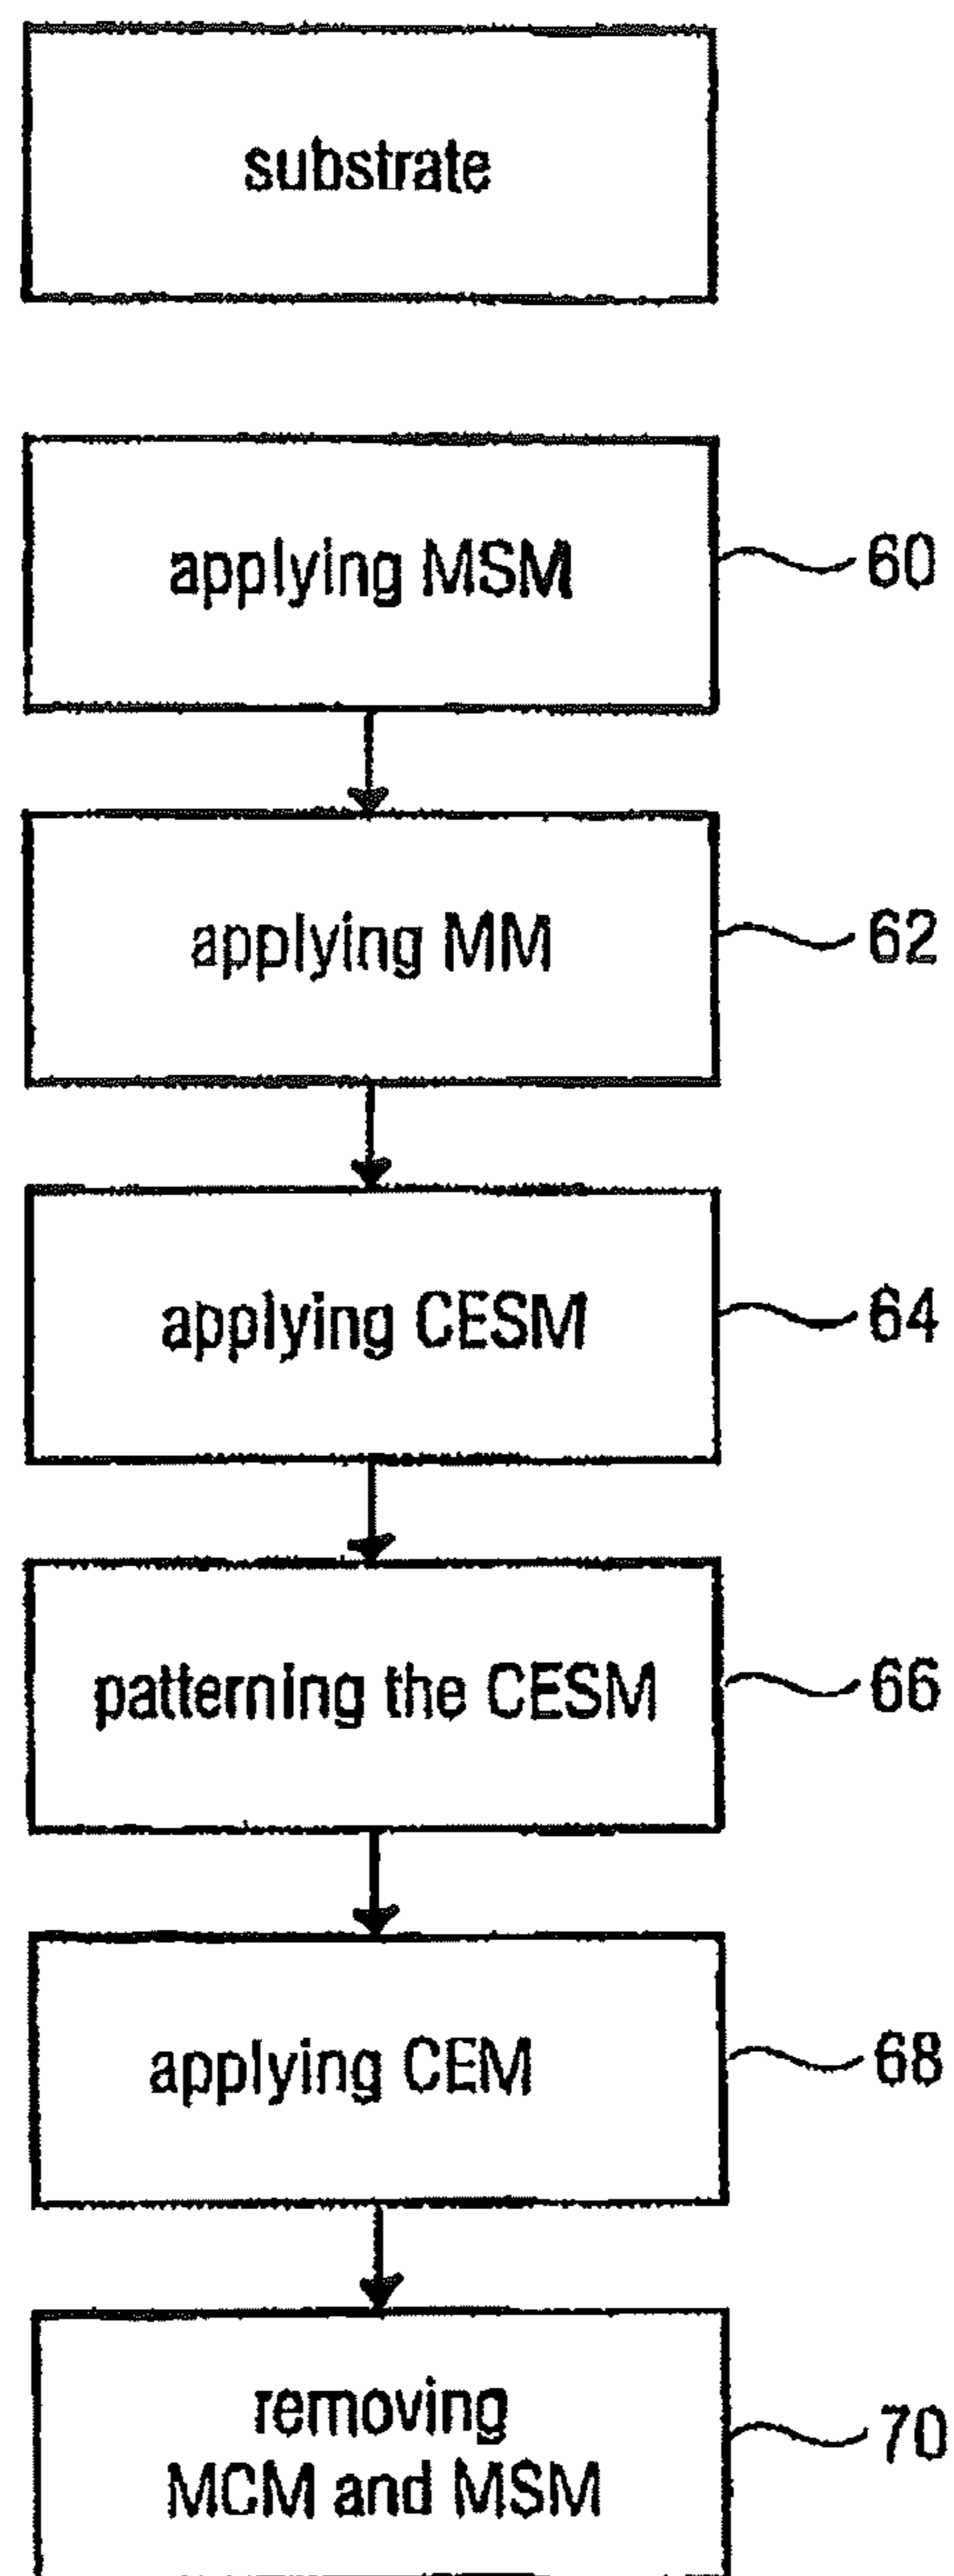 substrate
applying MSM
60
applying MM
62
applying CESM
64
patterning the CESM
66
applying CEM
68
removing
MCM and MSM
70